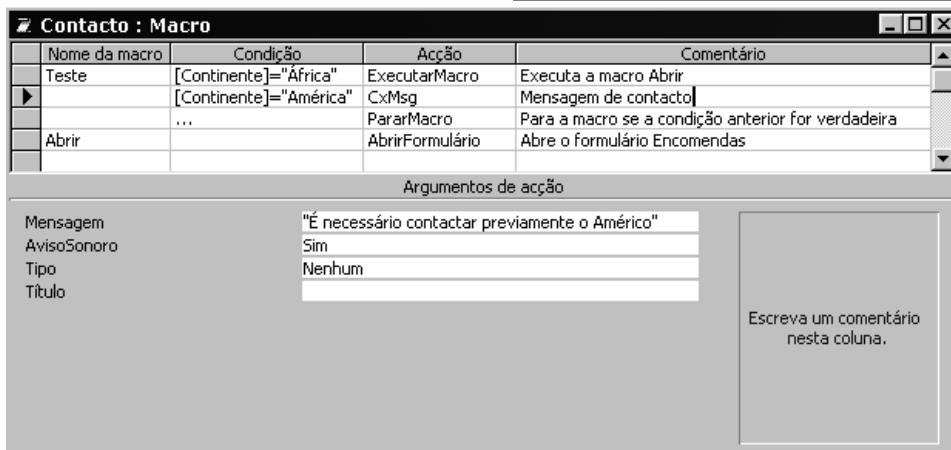 Contacto : Macro
Nome da macro Condição Acção Comentário
Teste [Continente]="África" ExecutarMacro Executa a macro Abrir
[Continente]="América" CxMsg Mensagem de contacto
... PararMacro Para a macro se a condição anterior for verdadeira
Abrir AbrirFormulário Abre o formulário Encomendas
Argumentos de acção
Mensagem "É necessário contactar previamente o Américo"
AvisoSonoro Sim
Tipo Nenhum
Título
Escreva um comentário
nesta coluna.